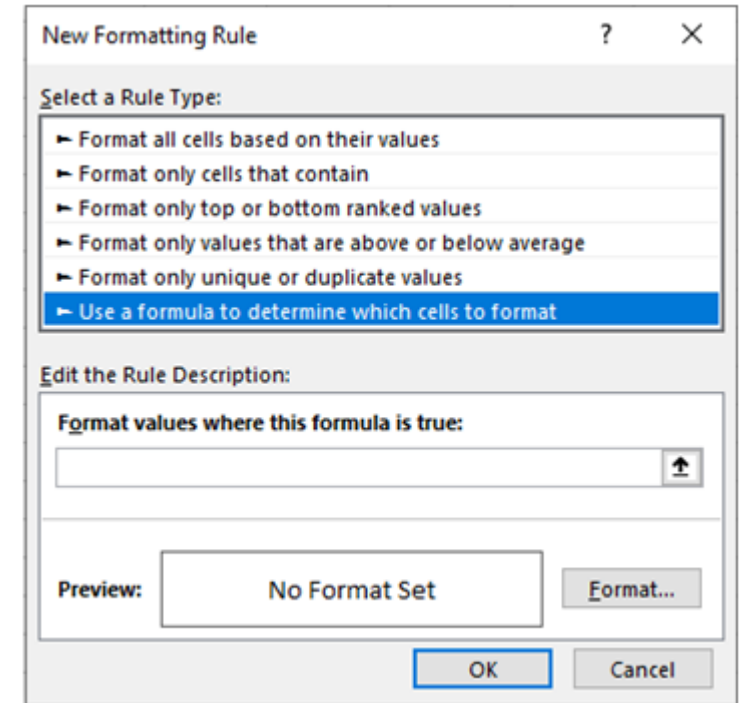 New Formatting Rule ?
Select a Rule Type:
► Format all cells based on their values
► Format only cells that contain
► Format only top or bottom ranked values
► Format only values that are above or below average
► Format only unique or duplicate values
► Use a formula to determine which cells to format
Edit the Rule Description:
Format values where this formula is true:
Preview: No Format Set Format...
OK Cancel